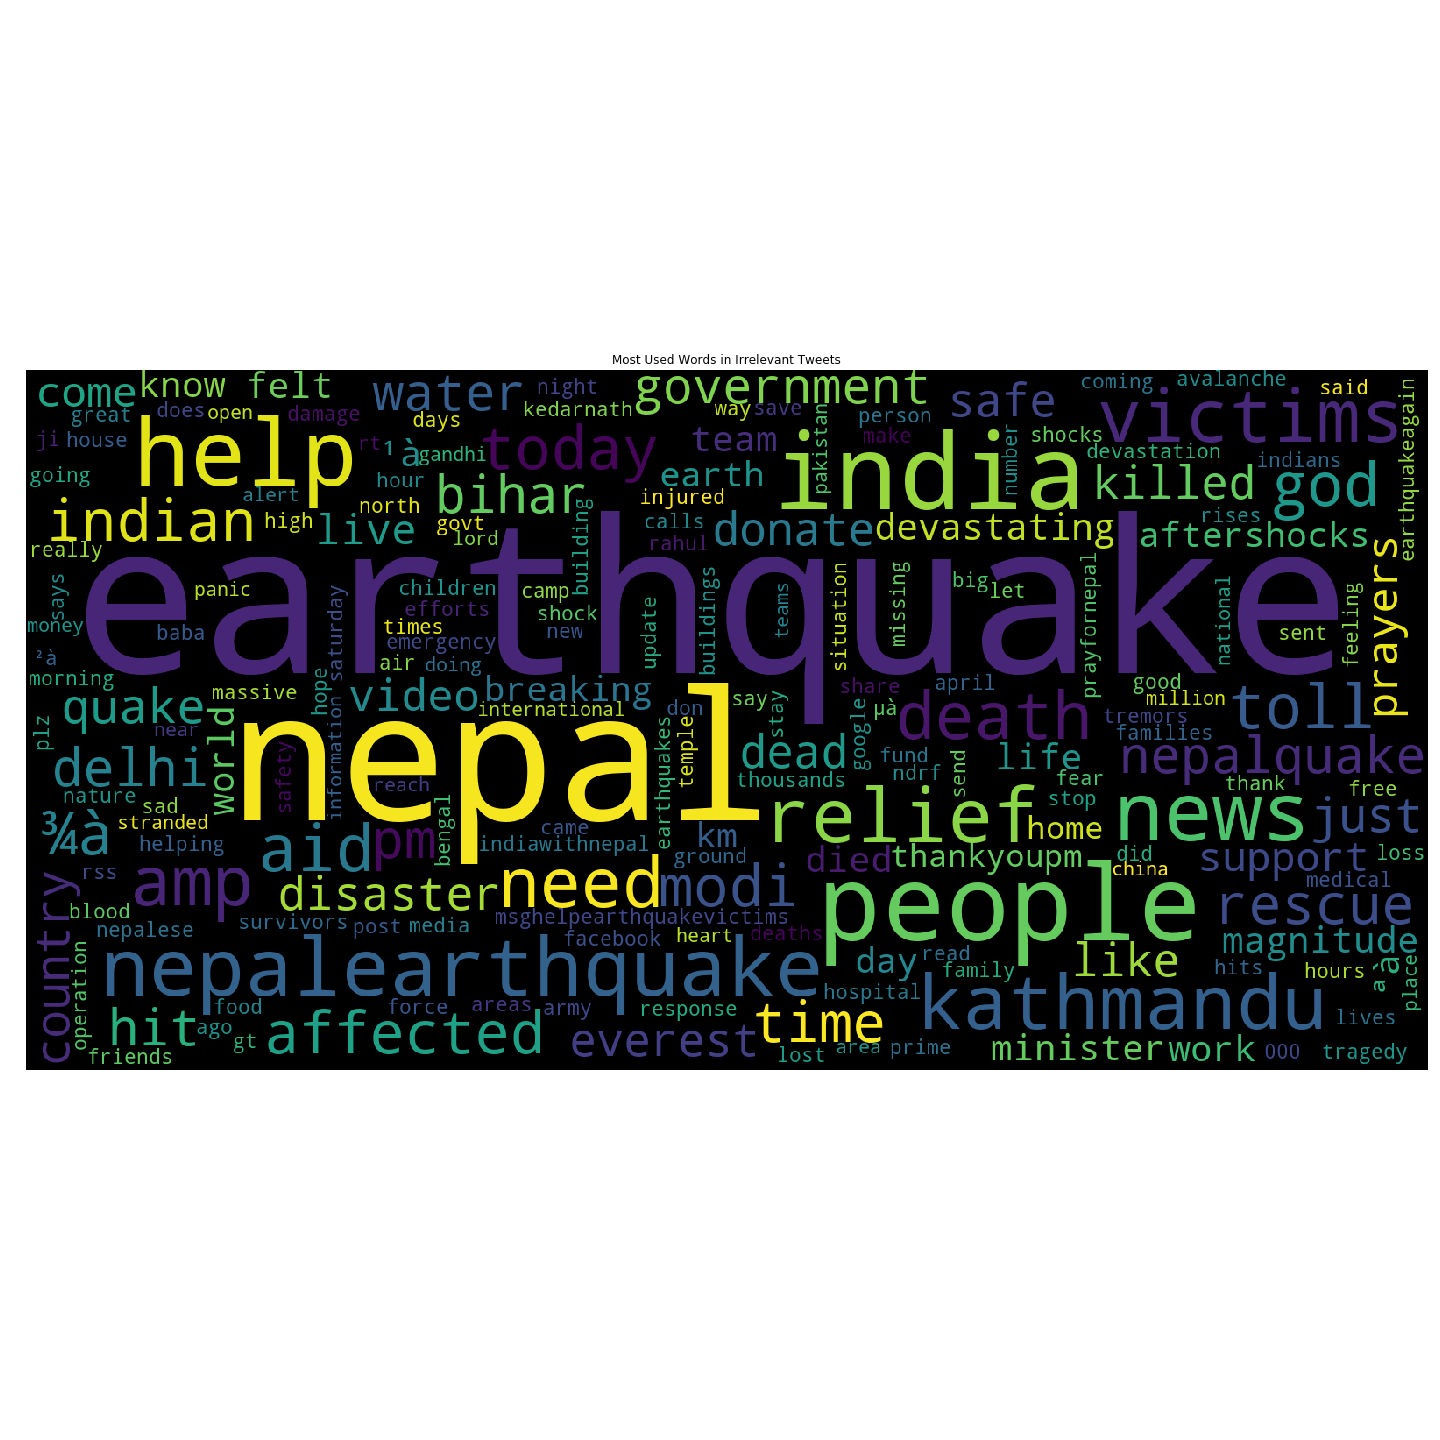 Most Used Words in Irrelevant Tweets
come know felt water night government coming avalanche said
great does open damage days kedarnath way save person safe victims
ji house help rt ¹à gandhi today team make pakistan india number shocks devastation indians earthquakeagain
going alert hour bihar earth killed god
indian high live north govt injured donate devastating rises aftershocks
really lord calls rahul building
earthquake
says panic children camp big let prayers
money baba saturday efforts shock times new emergency update buildings teams situation missing prayfornepal national sent feeling
²à air doing
morning massive hope video breaking say share april good million toll
quake international don stay µà death tremors families
plz near world nepal temple google nepalquake
delhi safety information reach earthquakes dead thousands fund ndrf send life fear thank free
nature sad stop
¾à stranded helping bengal came indiawithnepal km ground relief home news just
aid pm died thankyoupm did china support loss
country rss amp disaster need modi people medical rescue
blood nepalese survivors post media msghelpearthquakevictims deaths
nepalearthquake facebook heart day read family like magnitude
operation hits hours aà places
food force areas army response hospital kathmandu lives
hit ago gt affected everest time
friends lost area prime minister work 000 tragedy